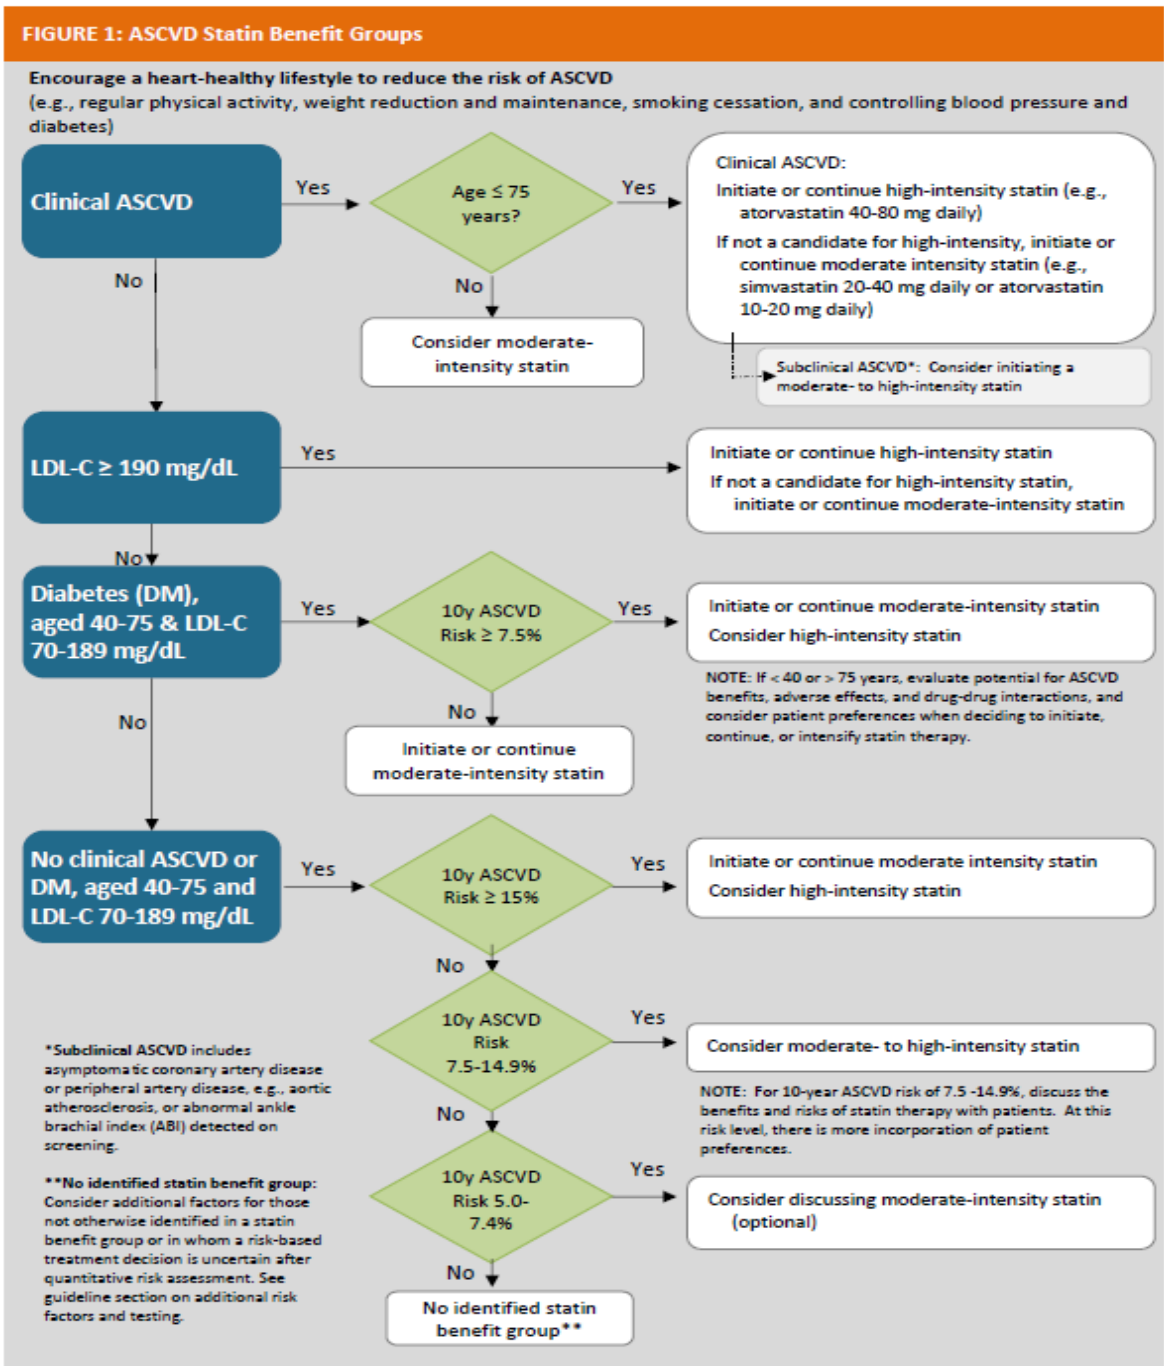 FIGURE 1: ASCVD Statin Benefit Groups
Encourage a heart-healthy lifestyle to reduce the risk of ASCVD
(e.g., regular physical activity, weight reduction and maintenance, smoking cessation, and controlling blood pressure and
diabetes)
Clinical ASCVD
Yes
Age ≤ 75
years?
Yes
Clinical ASCVD:
Initiate or continue high-intensity statin (e.g.,
atorvastatin 40-80 mg daily)
If not a candidate for high-intensity, initiate or
continue moderate intensity statin (e.g.,
simvastatin 20-40 mg daily or atorvastatin
10-20 mg daily)
No
No
Consider moderate-
intensity statin
Subclinical ASCVD*: Consider initiating a
moderate- to high-intensity statin
LDL-C ≥ 190 mg/dL
Yes
Initiate or continue high-intensity statin
If not a candidate for high-intensity statin,
initiate or continue moderate-intensity statin
No
Diabetes (DM),
aged 40-75 & LDL-C
70-189 mg/dL
Yes
10y ASCVD
Risk ≥ 7.5%
Yes
Initiate or continue moderate-intensity statin
Consider high-intensity statin
NOTE: If < 40 or > 75 years, evaluate potential for ASCVD
benefits, adverse effects, and drug-drug interactions, and
consider patient preferences when deciding to initiate,
continue, or intensify statin therapy.
No
No
Initiate or continue
moderate-intensity statin
No clinical ASCVD or
DM, aged 40-75 and
LDL-C 70-189 mg/dL
Yes
10y ASCVD
Risk ≥ 15%
Yes
Initiate or continue moderate intensity statin
Consider high-intensity statin
No
10y ASCVD
Risk
7.5-14.9%
Yes
Consider moderate- to high-intensity statin
NOTE: For 10-year ASCVD risk of 7.5 -14.9%, discuss the
benefits and risks of statin therapy with patients. At this
risk level, there is more incorporation of patient
preferences.
No
10y ASCVD
Risk 5.0-
7.4%
Yes
Consider discussing moderate-intensity statin
(optional)
No
No identified statin
benefit group**
*Subclinical ASCVD includes
asymptomatic coronary artery disease
or peripheral artery disease, e.g., aortic
atherosclerosis, or abnormal ankle
brachial index (ABI) detected on
screening.
**No identified statin benefit group:
Consider additional factors for those
not otherwise identified in a statin
benefit group or in whom a risk-based
treatment decision is uncertain after
quantitative risk assessment. See
guideline section on additional risk
factors and testing.